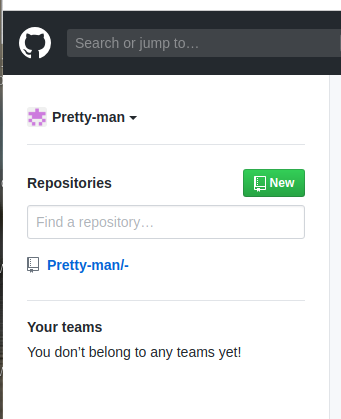 Search or jump to…
Pretty-man
Repositories
New
Find a repository…
Pretty-man/-
Your teams
You don’t belong to any teams yet!